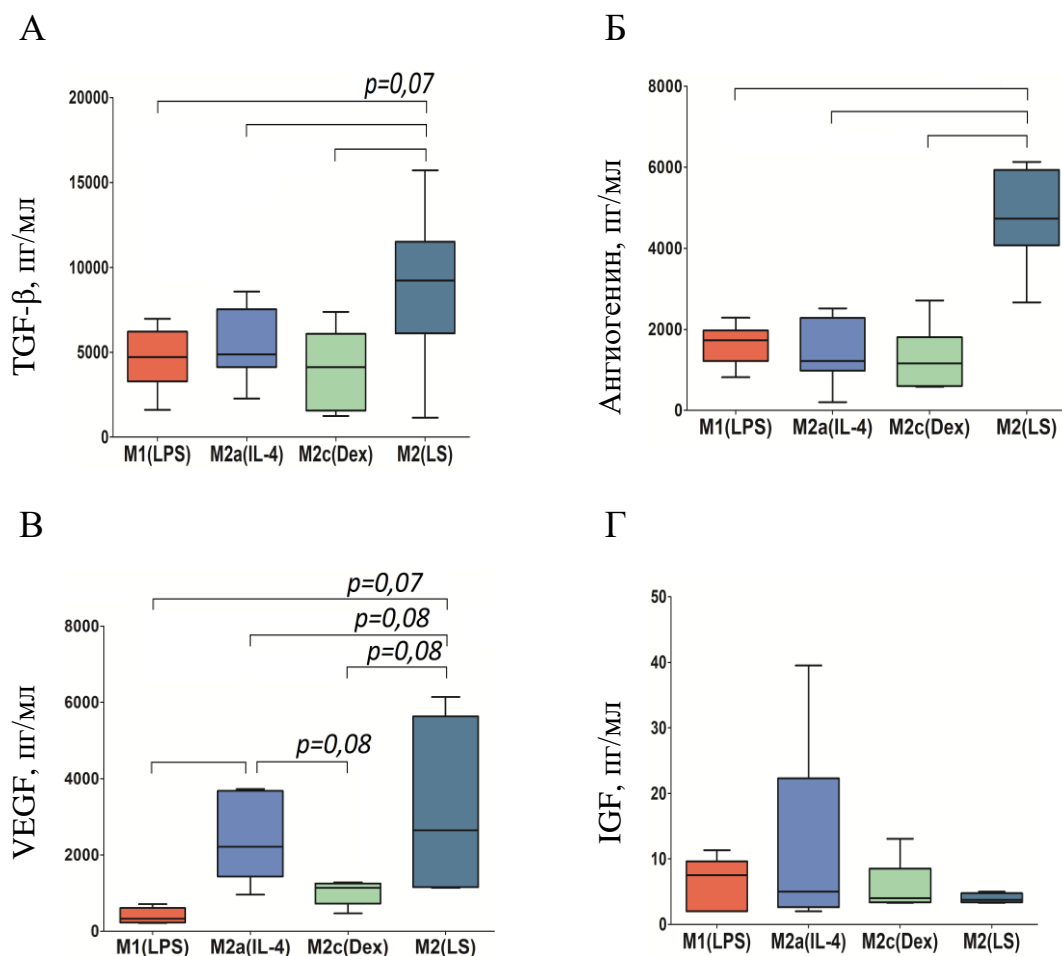 А
TGF-β, пг/мл
20000
15000
10000
5000
0
p=0,07
M1(LPS) M2a(IL-4) M2c(Dex) M2(LS)
Б
Ангиогенин, пг/мл
8000
6000
4000
2000
0
M1(LPS) M2a(IL-4) M2c(Dex) M2(LS)
В
VEGF, пг/мл
8000
6000
4000
2000
0
p=0,07
p=0,08
p=0,08
p=0,08
M1(LPS) M2a(IL-4) M2c(Dex) M2(LS)
Г
IGF, пг/мл
50
40
30
20
10
0
M1(LPS) M2a(IL-4) M2c(Dex) M2(LS)